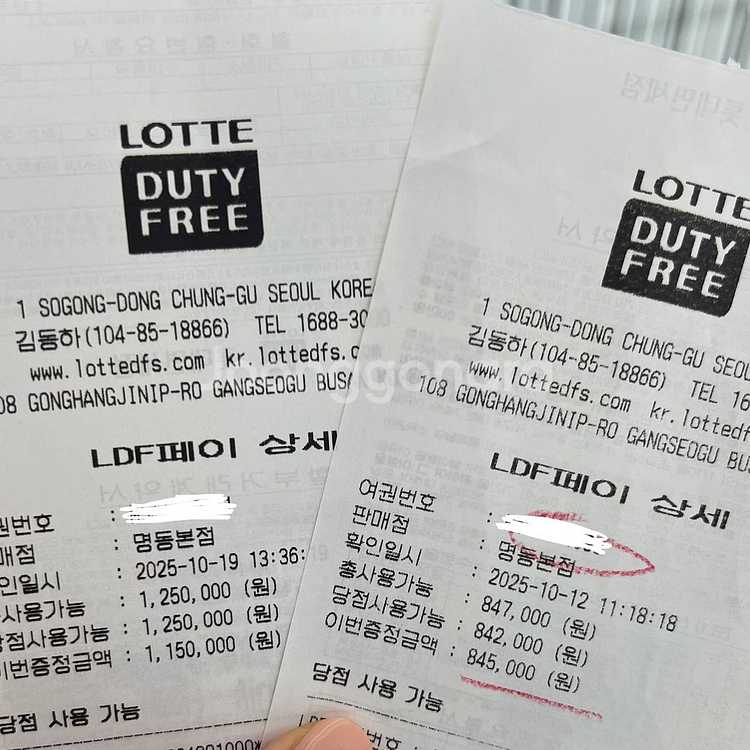 LOTTE
DUTY
FREE
1 SOGONG-DONG CHUNG-GU SEOUL KORE
김동하(104-85-18866) TEL 1688-30
www.lottedfs.com kr.lottedfs.c
08 GONGHANGJINIP-RO GANGSEOGU BUSA
LDF페이 상세
권번호 :
매점 : 명동본점
인일시 : 2025-10-19 13:36:19
사용가능 : 1,250,000 (원)
당점사용가능 : 1,250,000 (원)
이번증정금액 : 1,150,000 (원)
당점 사용 가능
LOTTE
DUTY
FREE
1 SOGONG-DONG CHUNG-GU SEOU
김동하(104-85-18866) TEL 16
www.lottedfs.com kr.lottedf
108 GONGHANGJINIP-RO GANGSEOGU BU
LDF페이 상세
여권번호 :
판매점 : 명동본점
확인일시 : 2025-10-12 11:18:18
총사용가능 : 847,000 (원)
당점사용가능 : 842,000 (원)
이번증정금액 : 845,000 (원)
당점 사용 가능